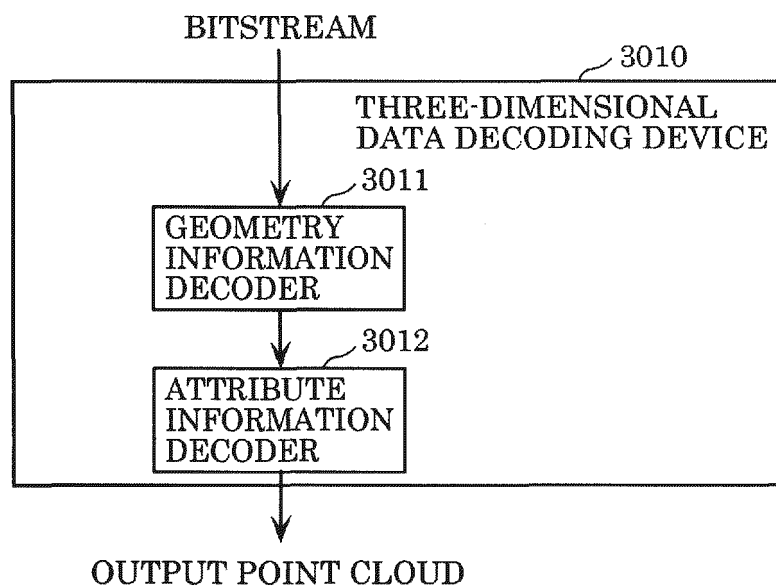 BITSTREAM
3010
THREE-DIMENSIONAL
DATA DECODING DEVICE
3011
GEOMETRY
INFORMATION
DECODER
3012
ATTRIBUTE
INFORMATION
DECODER
OUTPUT POINT CLOUD